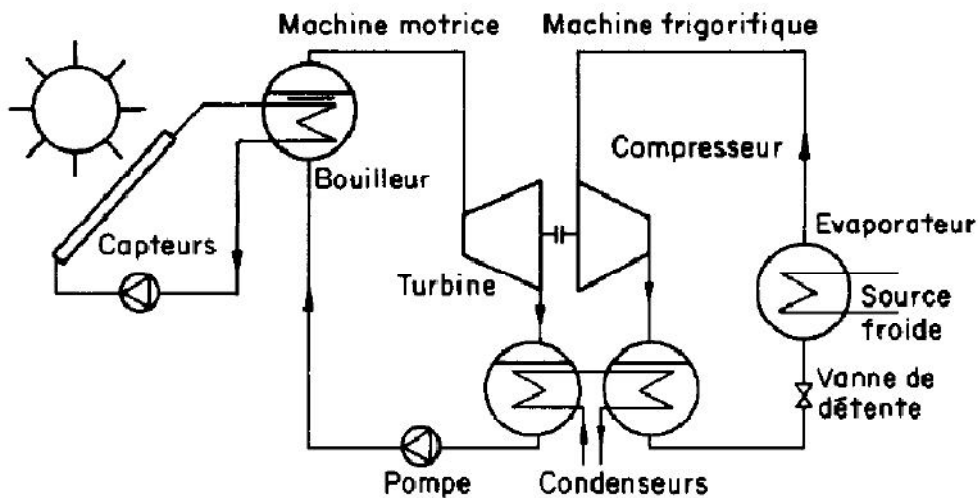 Machine motrice
Machine frigorifique
Bouilleur
Compresseur
Capteurs
Evaporateur
Turbine
Source
froide
Vanne de
détente
Pompe
Condenseurs